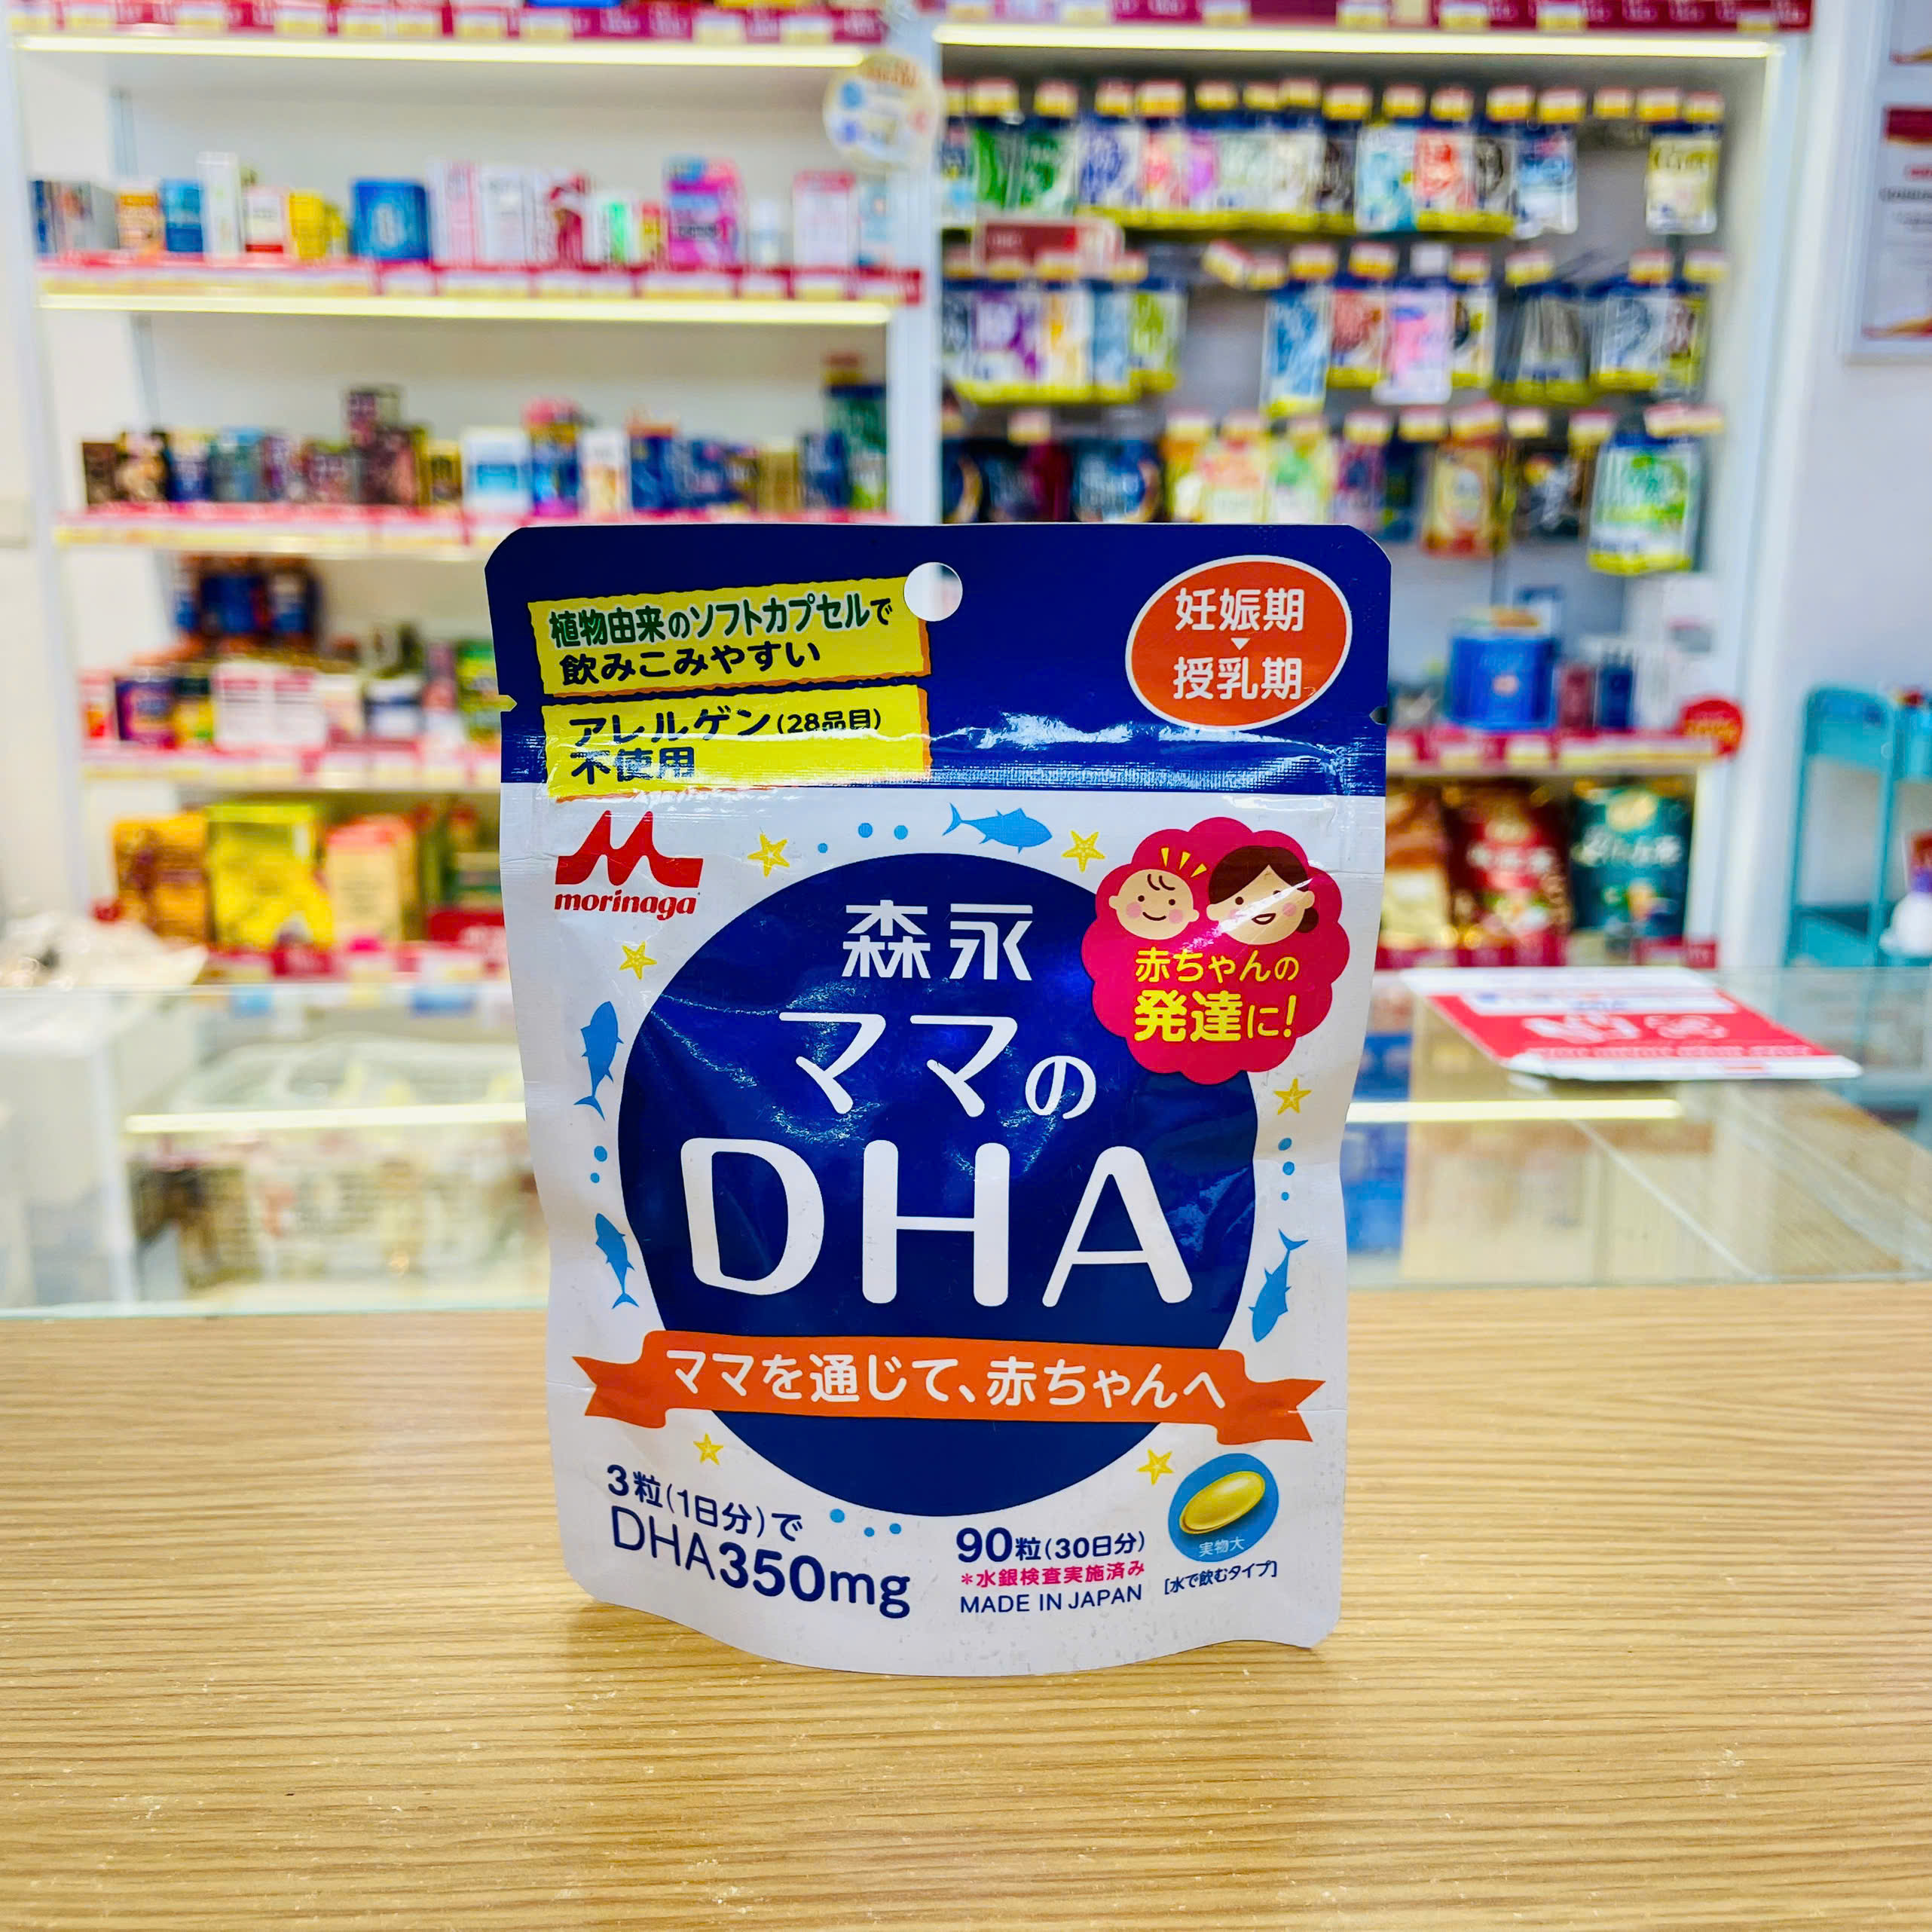 植物由来のソフトカプセルで
飲みこみやすい
アレルゲン(28品目)
不使用
妊娠期
授乳期
morinaga
赤ちゃんの
発達に!
森永
ママの
DHA
ママを通じて、赤ちゃんへ
3粒(1日分)で
DHA350mg
90粒(30日分)
*水銀検査実施済み
MADE IN JAPAN
実物大
[水で飲むタイプ]